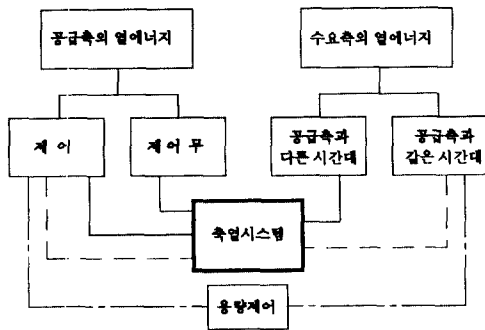 공급측의 열에너지
수요측의 열에너지
제 어
제 어 무
공급측과
다른 시간대
공급측과
같은 시간대
축열시스템
용량제어